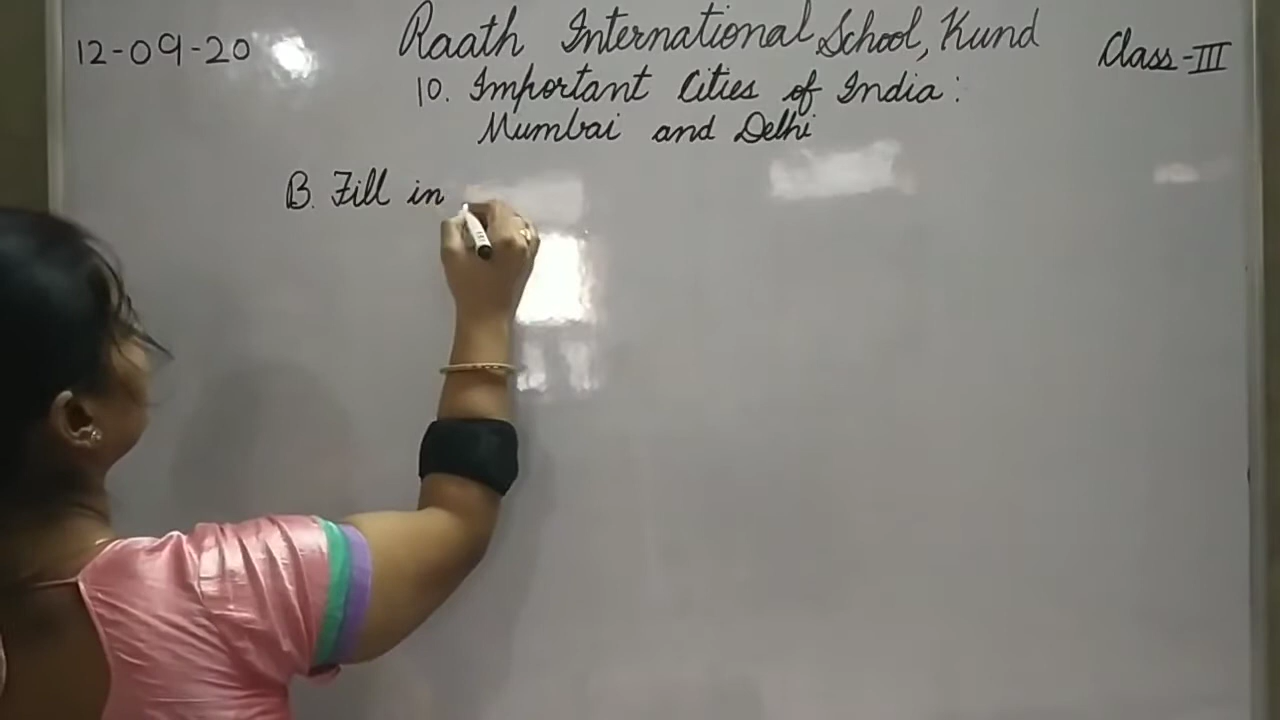 12-09-20 Raath International School, Kund Class-III
10. Important Cities of India:
Mumbai and Delhi
B. Fill in